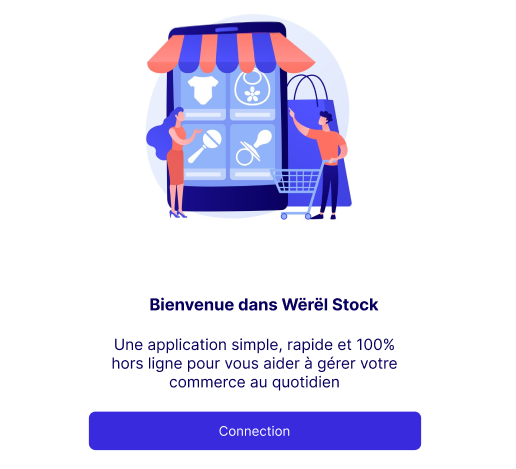 Bienvenue dans Wërël Stock
Une application simple, rapide et 100%
hors ligne pour vous aider à gérer votre
commerce au quotidien
Connection